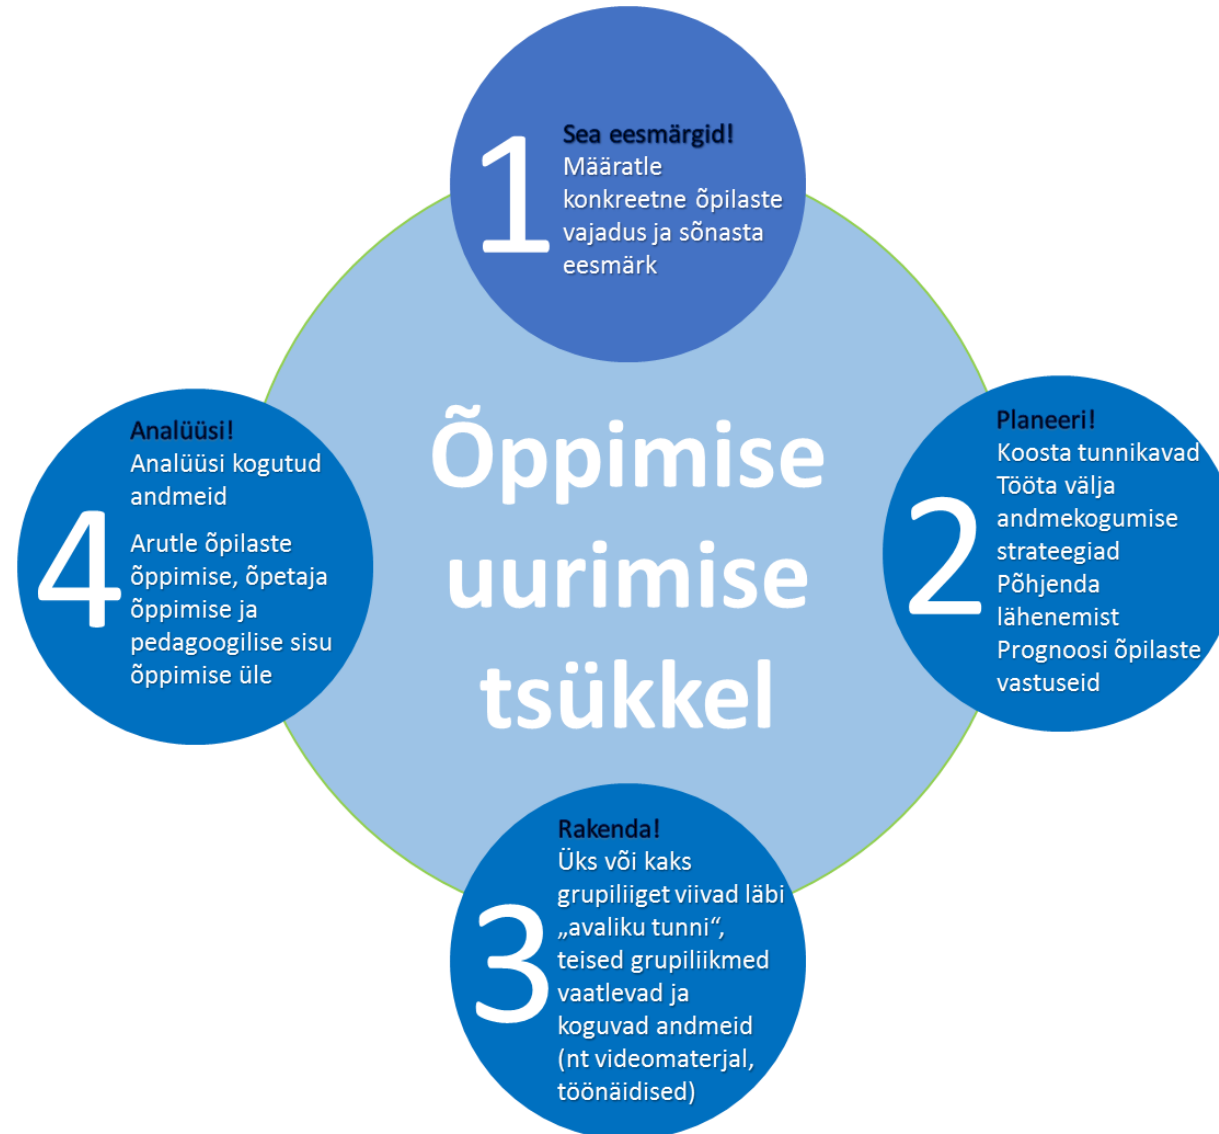 1
Sea eesmärgid!
Määratle
konkreetne õpilaste
vajadus ja sõnasta
eesmärk
Õppimise
uurimise
tsükkel
2
Planeeri!
Koosta tunnikavad
Tööta välja
andmekogumise
strateegiad
Põhjenda
lähenemist
Prognoosi õpilaste
vastuseid
3
Rakenda!
Üks või kaks
grupiliiget viivad läbi
„avaliku tunni“,
teised grupiliikmed
vaatlevad ja
koguvad andmeid
(nt videomaterjal,
töönäidised)
4
Analüüsi!
Analüüsi kogutud
andmeid
Arutle õpilaste
õppimise, õpetaja
õppimise ja
pedagoogilise sisu
õppimise üle